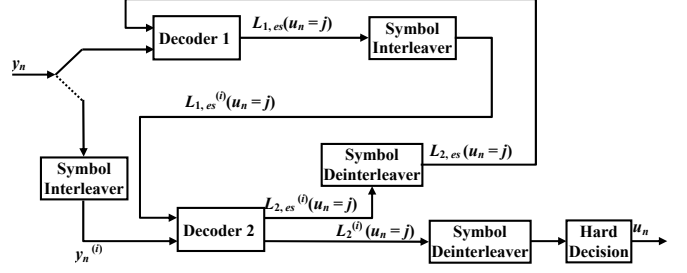 Decoder 1
L1, es(un = j)
Symbol
Interleaver
yn
L1, es(i)(un = j)
Symbol
Interleaver
Symbol
Deinterleaver
L2, es(un = j)
L2, es(i)(un = j)
Decoder 2
L2(i)(un = j)
Symbol
Deinterleaver
Hard
Decision
un
yn(i)